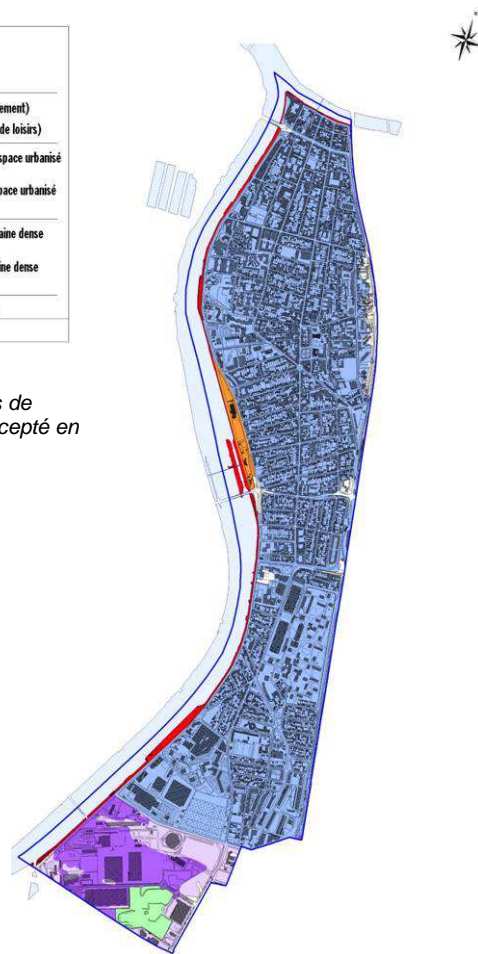 ement)
de loisirs)
space urbanisé
pace urbanisé
aine dense
ine dense
s de
cepté en